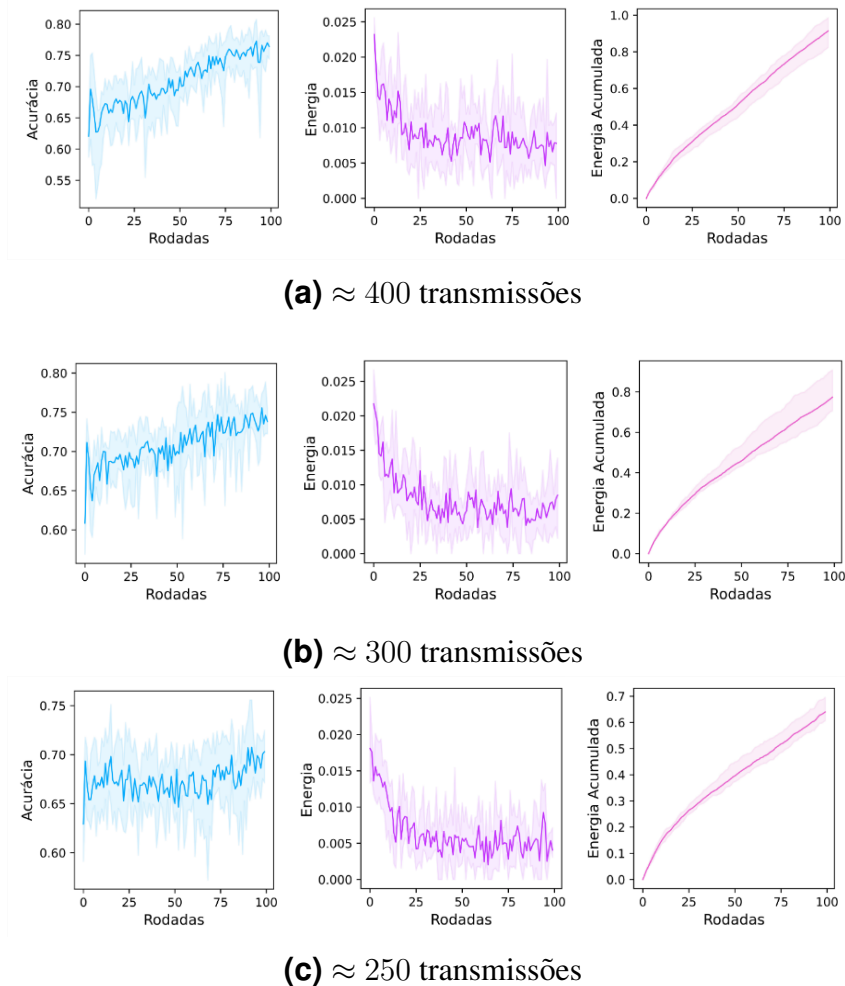 Acurácia
0.80
0.75
0.70
0.65
0.60
0.55
0 25 50 75 100
Rodadas
Energia
0.025
0.020
0.015
0.010
0.005
0.000
0 25 50 75 100
Rodadas
Energia Acumulada
1.0
0.8
0.6
0.4
0.2
0.0
0 25 50 75 100
Rodadas
(a) ≈ 400 transmissões
Acurácia
0.80
0.75
0.70
0.65
0.60
0 25 50 75 100
Rodadas
Energia
0.025
0.020
0.015
0.010
0.005
0.000
0 25 50 75 100
Rodadas
Energia Acumulada
0.8
0.6
0.4
0.2
0.0
0 25 50 75 100
Rodadas
(b) ≈ 300 transmissões
Acurácia
0.75
0.70
0.65
0.60
0 25 50 75 100
Rodadas
Energia
0.025
0.020
0.015
0.010
0.005
0.000
0 25 50 75 100
Rodadas
Energia Acumulada
0.7
0.6
0.5
0.4
0.3
0.2
0.1
0.0
0 25 50 75 100
Rodadas
(c) ≈ 250 transmissões